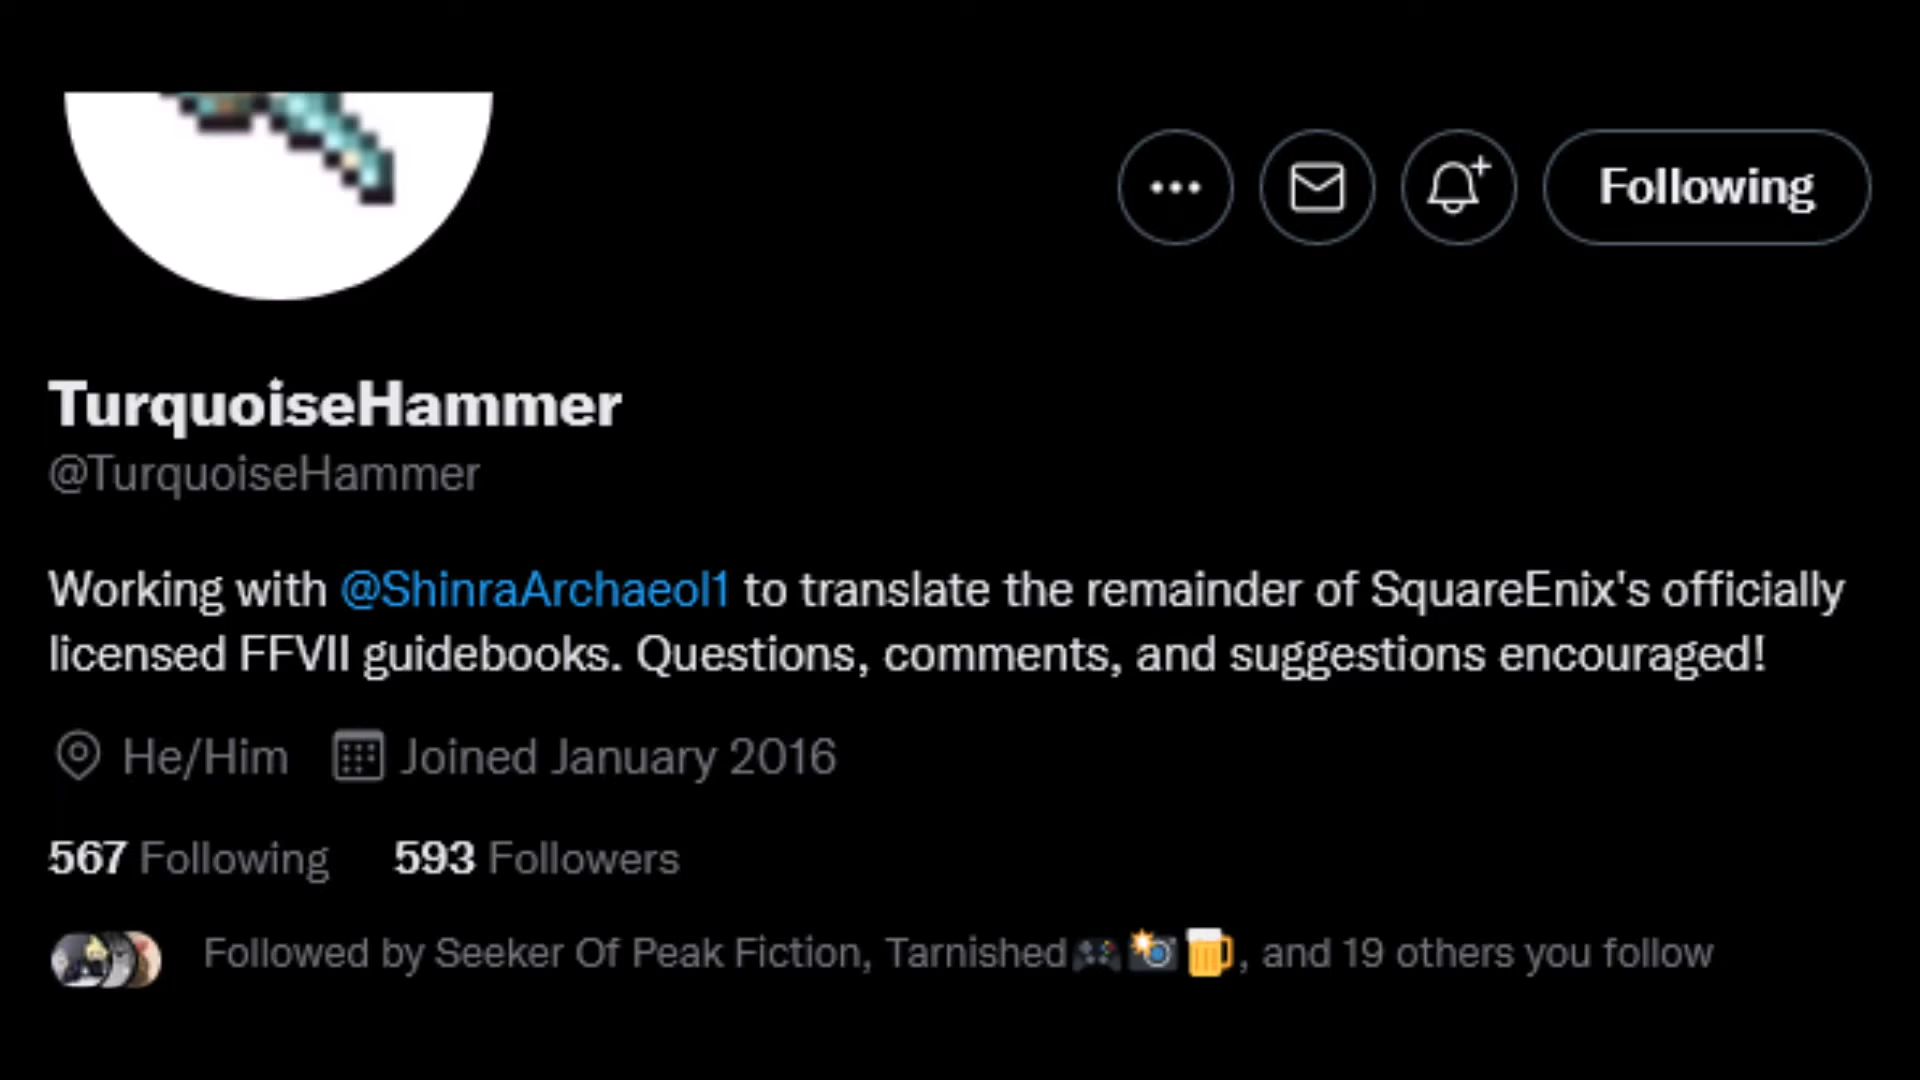 Following
TurquoiseHammer
@TurquoiseHammer
Working with @ShinraArchaeol1 to translate the remainder of SquareEnix's officially
licensed FFVII guidebooks. Questions, comments, and suggestions encouraged!
He/Him Joined January 2016
567 Following 593 Followers
Followed by Seeker Of Peak Fiction, Tarnished🎮📸🍺, and 19 others you follow